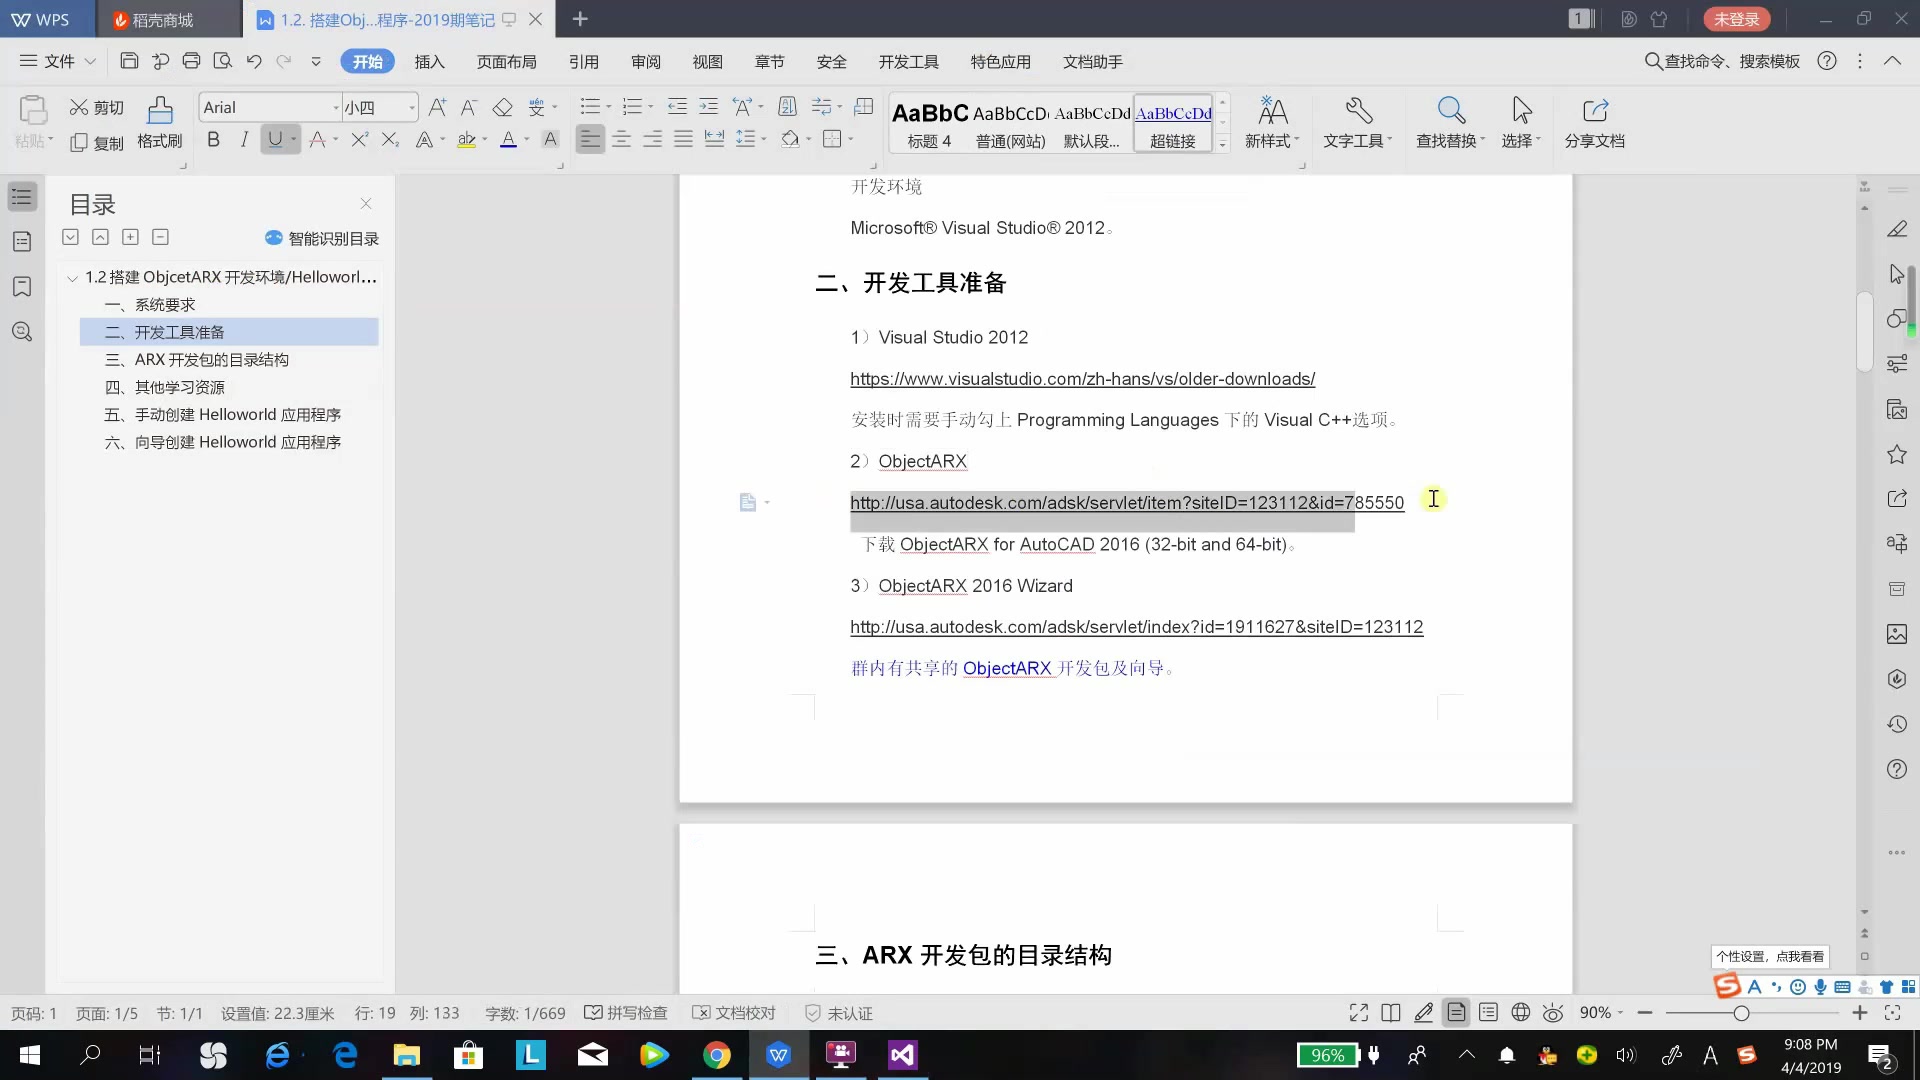 WPS
稻壳商城
1.2. 搭建Obj...程序-2019期笔记
1
未登录
文件
开始
插入
页面布局
引用
审阅
视图
章节
安全
开发工具
特色应用
文档助手
查找命令、搜索模板
粘贴
剪切
复制
格式刷
Arial
小四
AaBbC
标题 4
AaBbCcD
普通(网站)
AaBbCcDd
默认段...
AaBbCcDd
超链接
新样式
文字工具
查找替换
选择
分享文档
目录
智能识别目录
1.2 搭建 ObjcetARX 开发环境/Helloworl...
一、系统要求
二、开发工具准备
三、ARX 开发包的目录结构
四、其他学习资源
五、手动创建 Helloworld 应用程序
六、向导创建 Helloworld 应用程序
开发环境
Microsoft® Visual Studio® 2012。
二、开发工具准备
1）Visual Studio 2012
https://www.visualstudio.com/zh-hans/vs/older-downloads/
安装时需要手动勾上 Programming Languages 下的 Visual C++选项。
2）ObjectARX
http://usa.autodesk.com/adsk/servlet/item?siteID=123112&id=785550
下载 ObjectARX for AutoCAD 2016 (32-bit and 64-bit)。
3）ObjectARX 2016 Wizard
http://usa.autodesk.com/adsk/servlet/index?id=1911627&siteID=123112
群内有共享的 ObjectARX 开发包及向导。
三、ARX 开发包的目录结构
个性设置，点我看看
页码: 1
页面: 1/5
节: 1/1
设置值: 22.3厘米
行: 19
列: 133
字数: 1/669
拼写检查
文档校对
未认证
90%
96%
9:08 PM
4/4/2019
2